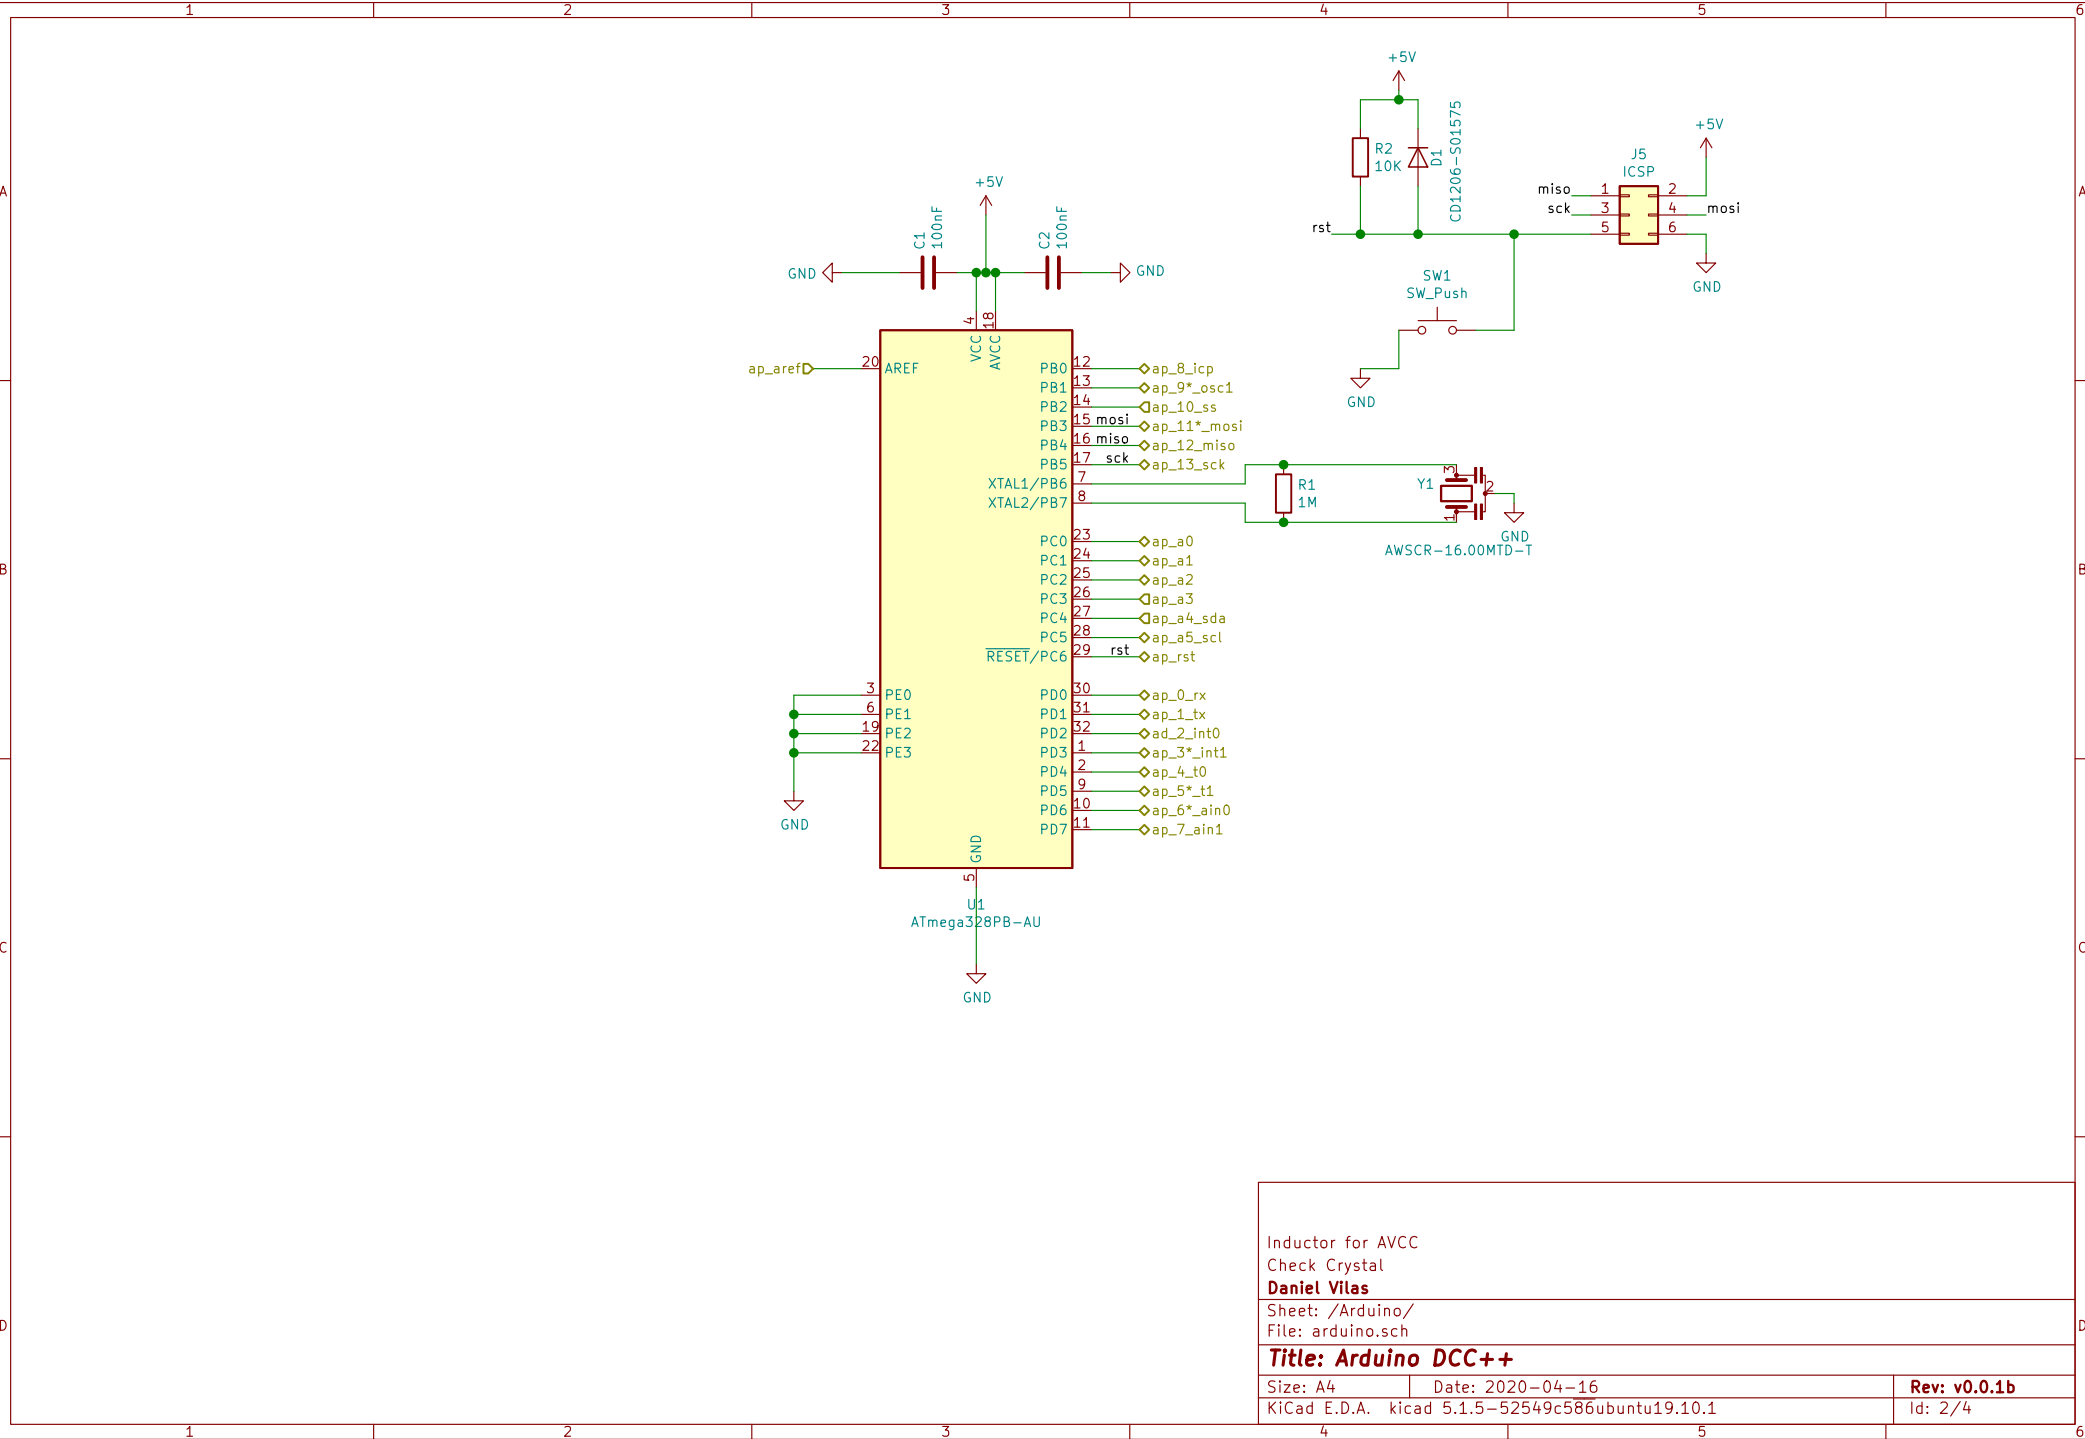 1 2 3 4 5 6
+5V
R2
10K
D1
CD1206-S01575
+5V
J5
ICSP
miso 1 2
sck 3 4 mosi
rst 5 6
GND
SW1
SW_Push
GND
+5V
C1
100nF
C2
100nF
GND
GND
A A
4 18
VCC
AVCC
ap_aref 20 AREF
PB0 12 ap_8_icp
PB1 13 ap_9*_osc1
PB2 14 ap_10_ss
PB3 15 mosi ap_11*_mosi
PB4 16 miso ap_12_miso
PB5 17 sck ap_13_sck
XTAL1/PB6 7
XTAL2/PB7 8
R1
1M
Y1
3
2
1
GND
AWSCR-16.00MTD-T
PC0 23 ap_a0
PC1 24 ap_a1
PC2 25 ap_a2
PC3 26 ap_a3
PC4 27 ap_a4_sda
PC5 28 ap_a5_scl
RESET/PC6 29 rst ap_rst
B B
3 PE0
6 PE1
19 PE2
22 PE3
GND
PD0 30 ap_0_rx
PD1 31 ap_1_tx
PD2 32 ad_2_int0
PD3 1 ap_3*_int1
PD4 2 ap_4_t0
PD5 9 ap_5*_t1
PD6 10 ap_6*_ain0
PD7 11 ap_7_ain1
GND
5
U1
ATmega328PB-AU
GND
C C
Inductor for AVCC
Check Crystal
Daniel Vilas
Sheet: /Arduino/
File: arduino.sch
Title: Arduino DCC++
Size: A4 Date: 2020-04-16 Rev: v0.0.1b
KiCad E.D.A. kicad 5.1.5-52549c586ubuntu19.10.1 Id: 2/4
D D
1 2 3 4 5 6